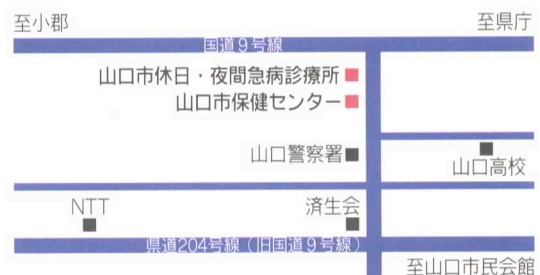 至小郡
至県庁
国道9号線
山口市休日・夜間急病診療所
山口市保健センター
山口警察署
山口高校
NTT
済生会
県道204号線（旧国道9号線）
至山口市民会館